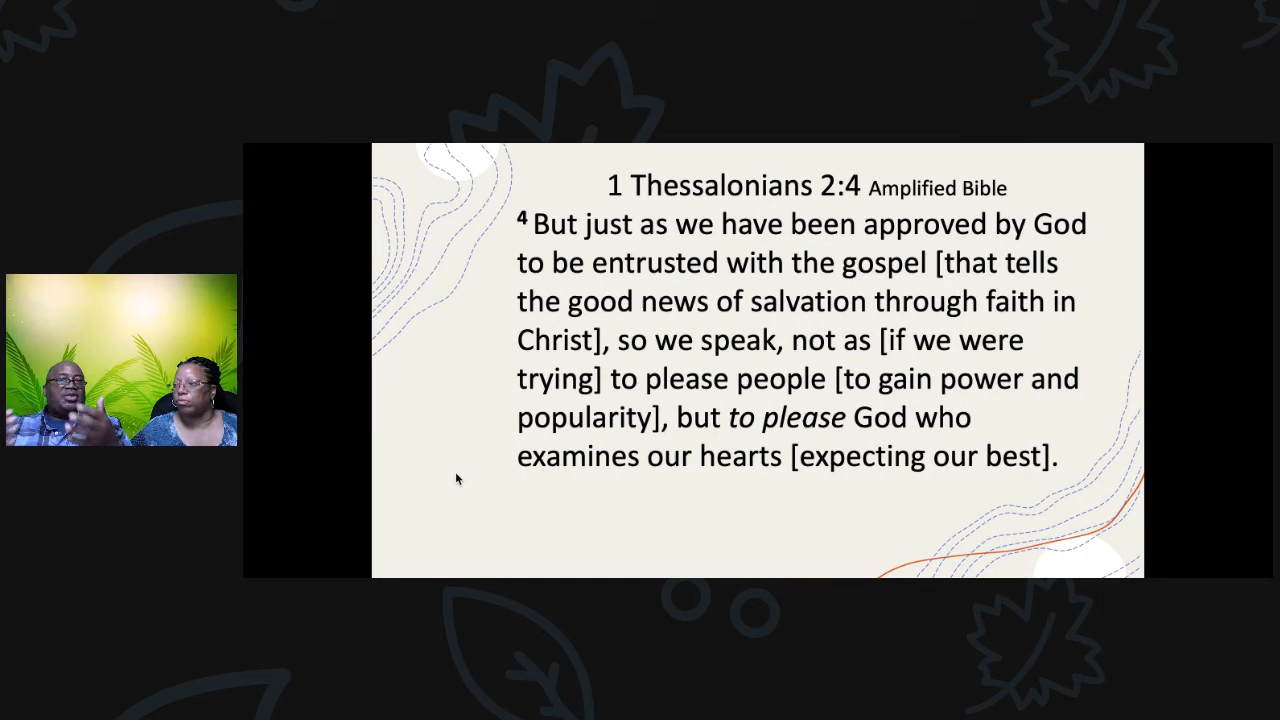 1 Thessalonians 2:4 Amplified Bible
4 But just as we have been approved by God
to be entrusted with the gospel [that tells
the good news of salvation through faith in
Christ], so we speak, not as [if we were
trying] to please people [to gain power and
popularity], but to please God who
examines our hearts [expecting our best].